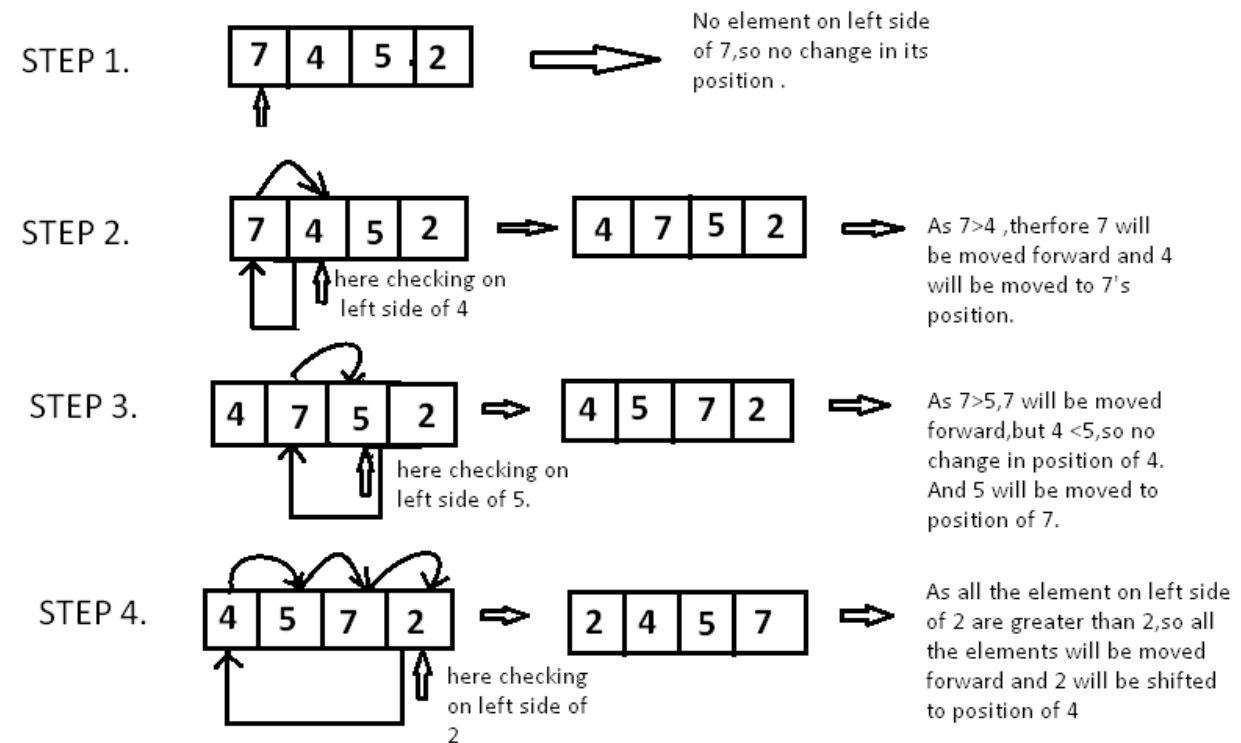 STEP 1.
7 4 5 2
No element on left side
of 7,so no change in its
position .
STEP 2.
7 4 5 2
here checking on
left side of 4
4 7 5 2
As 7>4 ,therfore 7 will
be moved forward and 4
will be moved to 7's
position.
STEP 3.
4 7 5 2
here checking on
left side of 5.
4 5 7 2
As 7>5,7 will be moved
forward,but 4 <5,so no
change in position of 4.
And 5 will be moved to
position of 7.
STEP 4.
4 5 7 2
here checking
on left side of
2
2 4 5 7
As all the element on left side
of 2 are greater than 2,so all
the elements will be moved
forward and 2 will be shifted
to position of 4